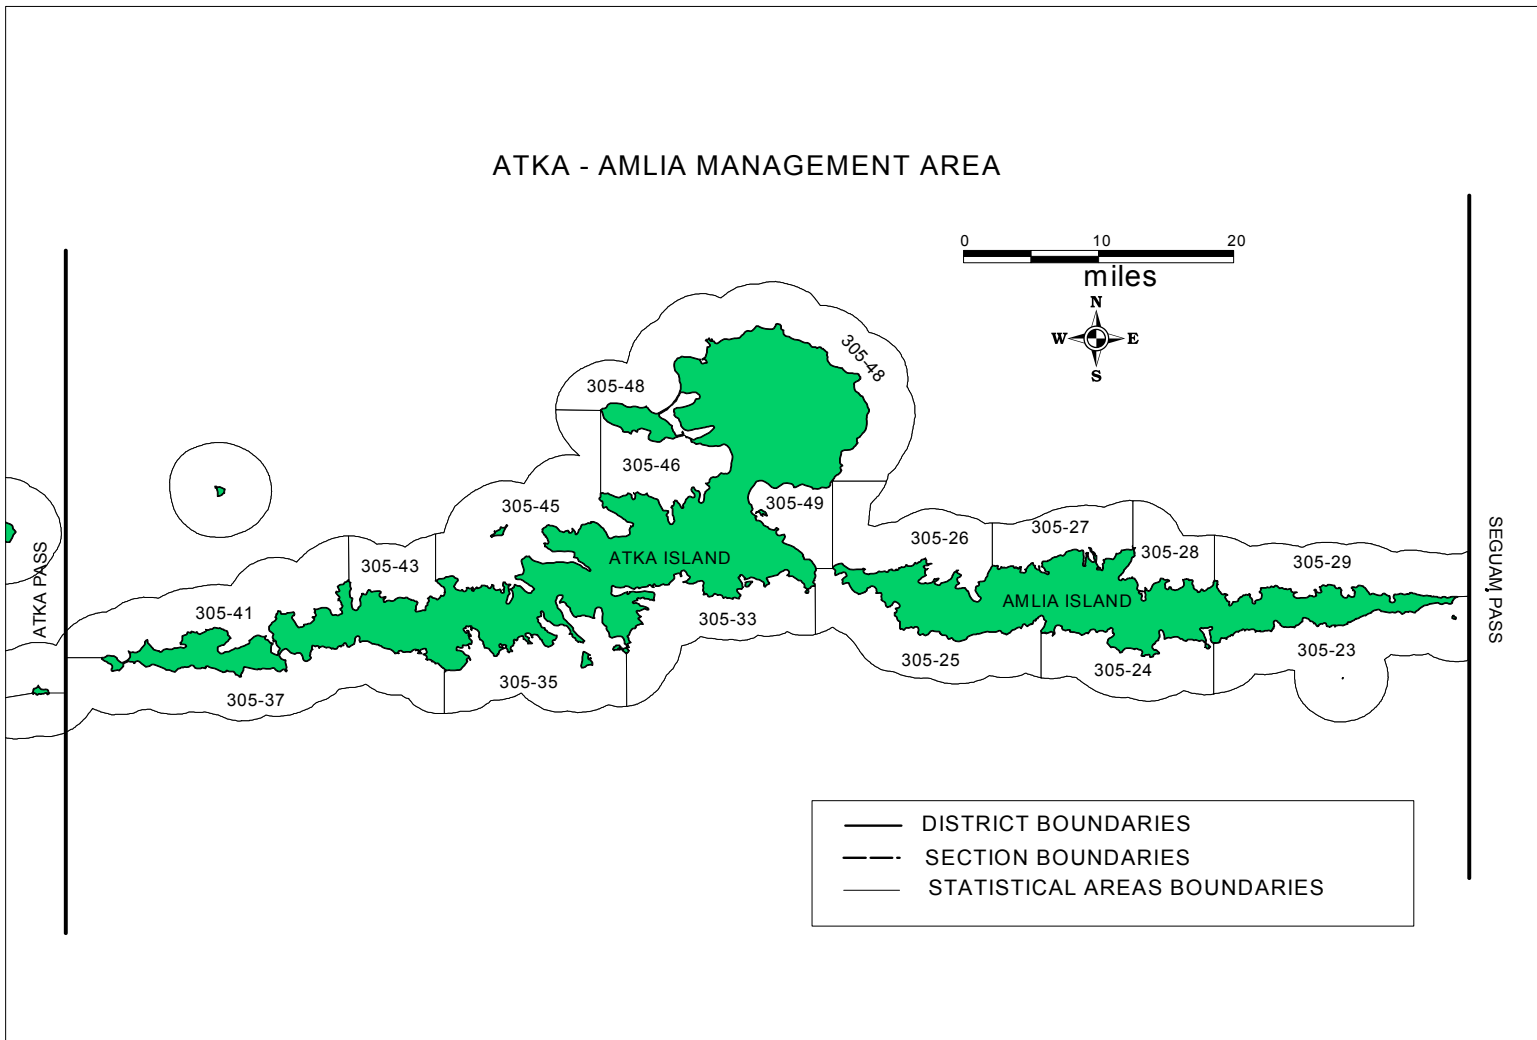 ATKA - AMLIA MANAGEMENT AREA
0 10 20
miles
N
W E
S
305-48
305-48
305-46
305-45
305-49
305-26
305-27
305-28
305-29
305-43
305-41
ATKA ISLAND
AMLIA ISLAND
305-33
305-25
305-24
305-23
305-35
305-37
ATKA PASS
SEGUAM PASS
DISTRICT BOUNDARIES
SECTION BOUNDARIES
STATISTICAL AREAS BOUNDARIES